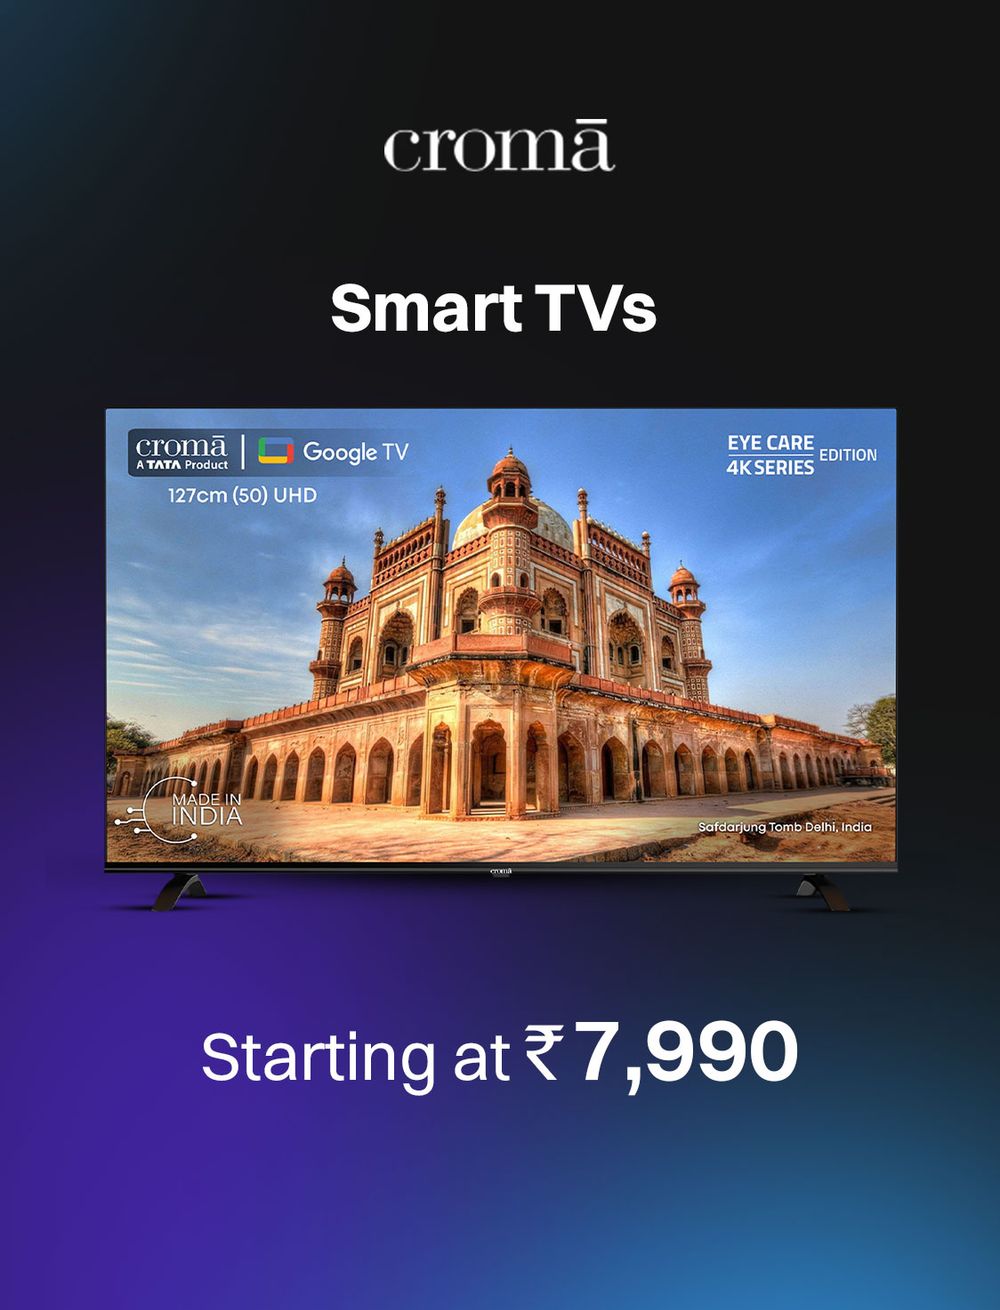 cromā
Smart TVs
cromā
A TATA Product
Google TV
127cm (50) UHD
EYE CARE
4K SERIES
EDITION
MADE IN
INDIA
Safdarjung Tomb Delhi, India
cromā
Starting at ₹7,990